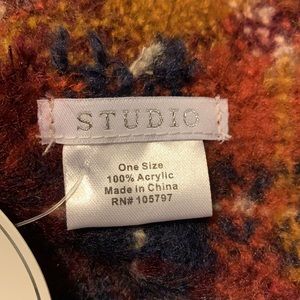 STUDIO
One Size
100% Acrylic
Made in China
RN# 105797